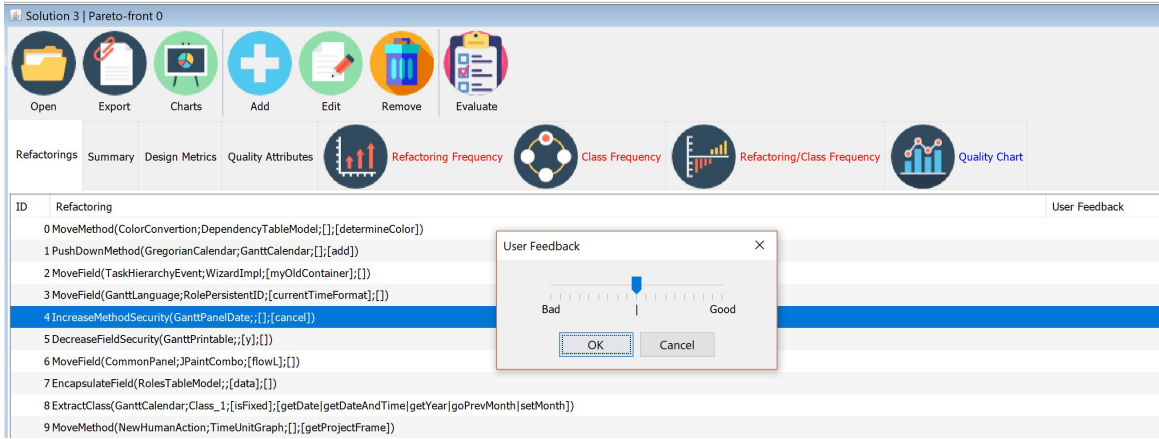 Solution 3 | Pareto-front 0
Open Export Charts Add Edit Remove Evaluate
Refactorings Summary Design Metrics Quality Attributes Refactoring Frequency Class Frequency Refactoring/Class Frequency Quality Chart
ID Refactoring User Feedback
0 MoveMethod(ColorConvertion;DependencyTableModel;[];[determineColor])
1 PushDownMethod(GregorianCalendar;GanttCalendar;[];[add])
2 MoveField(TaskHierarchyEvent;WizardImpl;[myOldContainer];[])
3 MoveField(GanttLanguage;RolePersistentID;[currentTimeFormat];[])
4 IncreaseMethodSecurity(GanttPanelDate;;[];[cancel])
5 DecreaseFieldSecurity(GanttPrintable;;[y];[])
6 MoveField(CommonPanel;JPaintCombo;[flowL];[])
7 EncapsulateField(RolesTableModel;;[data];[])
8 ExtractClass(GanttCalendar;Class_1;[isFixed];[getDate|getDateAndTime|getYear|goPrevMonth|setMonth])
9 MoveMethod(NewHumanAction;TimeUnitGraph;[];[getProjectFrame])
User Feedback
Bad | Good
OK Cancel